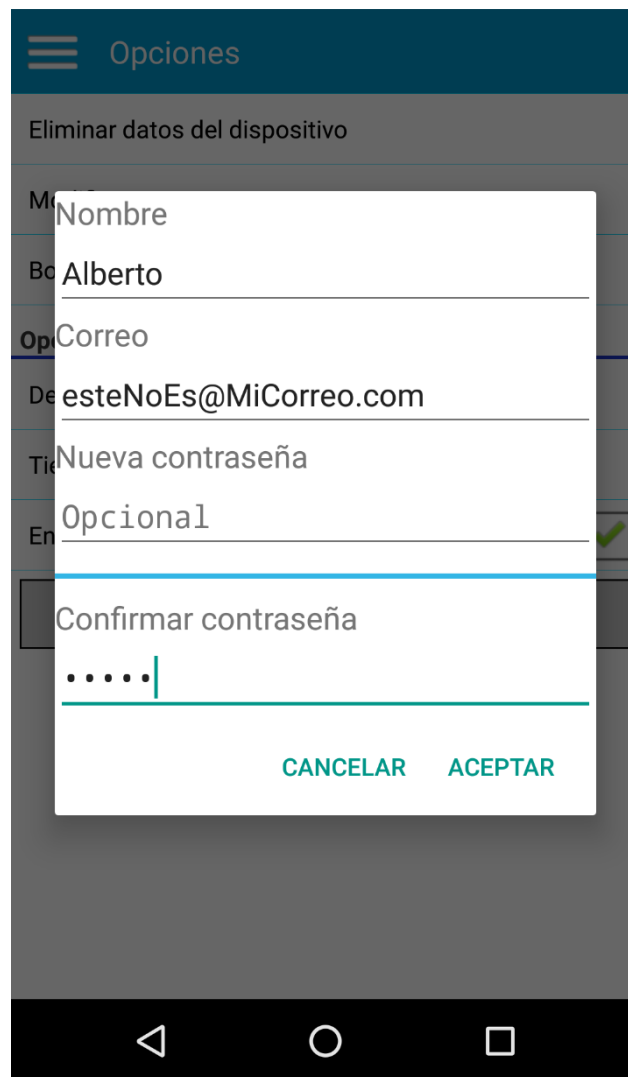 Opciones
Eliminar datos del dispositivo
Nombre
Alberto
Correo
esteNoEs@MiCorreo.com
Nueva contraseña
Opcional
Confirmar contraseña
•••••
CANCELAR ACEPTAR